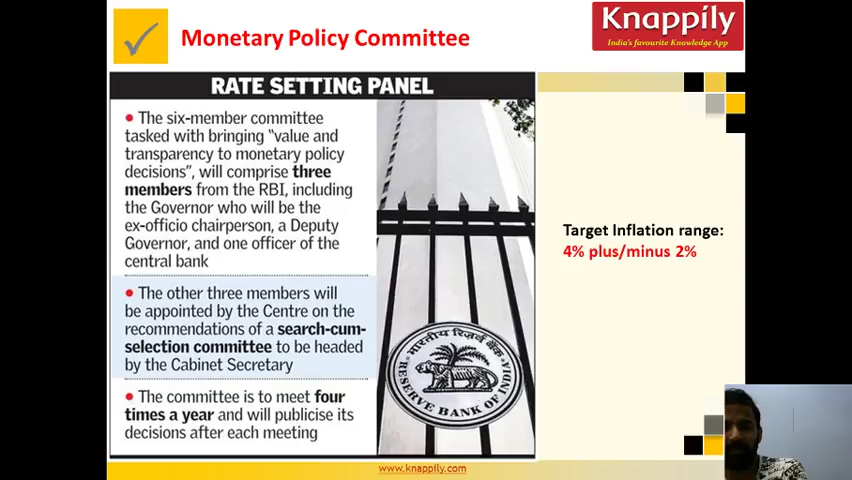 Monetary Policy Committee
Knappily
India's favourite Knowledge App
RATE SETTING PANEL
• The six-member committee
tasked with bringing "value and
transparency to monetary policy
decisions", will comprise three
members from the RBI, including
the Governor who will be the
ex-officio chairperson, a Deputy
Governor, and one officer of the
central bank
• The other three members will
be appointed by the Centre on the
recommendations of a search-cum-
selection committee to be headed
by the Cabinet Secretary
• The committee is to meet four
times a year and will publicise its
decisions after each meeting
भारतीय रिज़र्व बैंक
RESERVE BANK OF INDIA
Target Inflation range:
4% plus/minus 2%
www.knappily.com